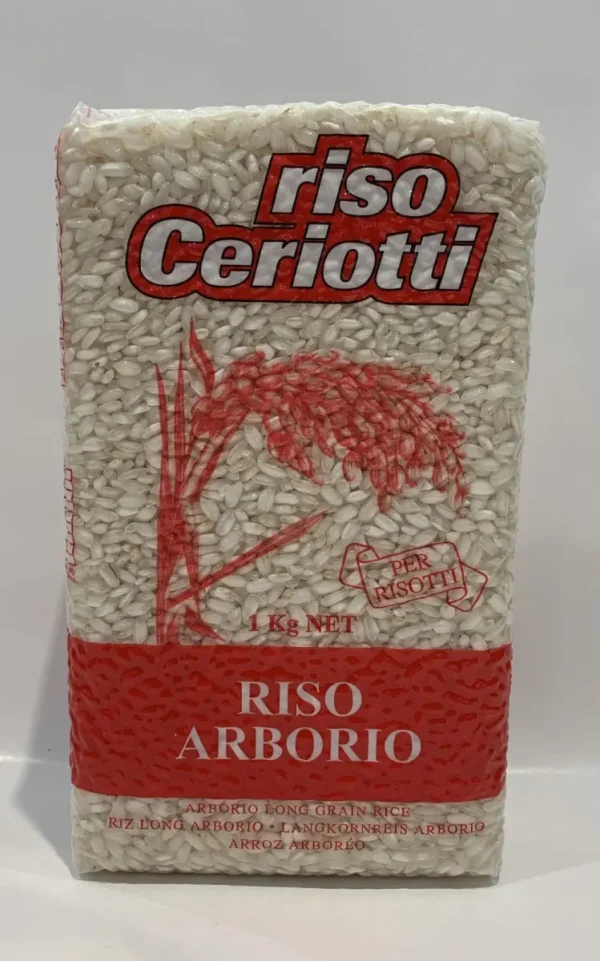 riso
Ceriotti
PER
RISOTTI
1 Kg NET
RISO
ARBORIO
ARBORIO LONG GRAIN RICE
RIZ LONG ARBORIO • LANGKORNREIS ARBORIO
ARROZ ARBORÉO